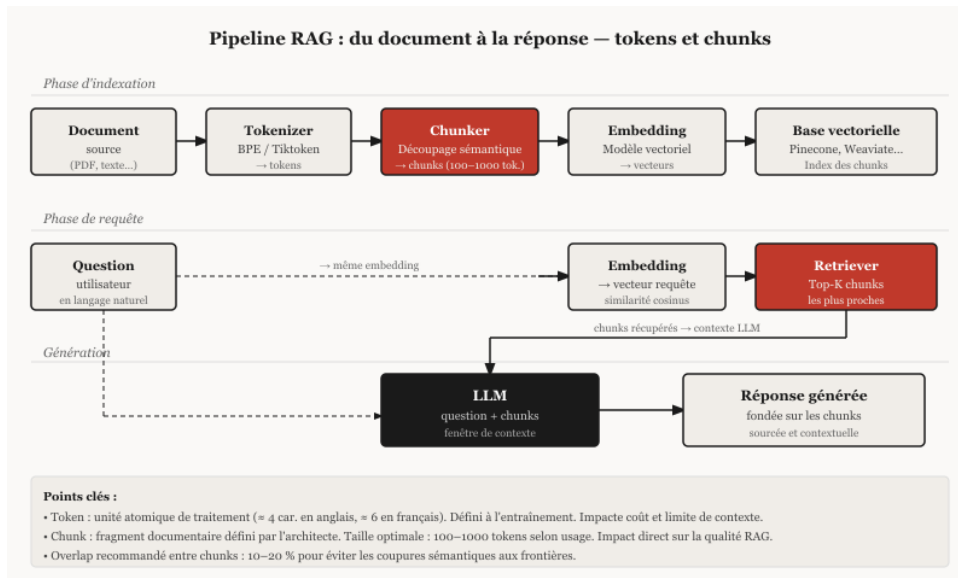 Pipeline RAG : du document à la réponse — tokens et chunks
Phase d'indexation
Document
source
(PDF, texte...)
Tokenizer
BPE / Tiktoken
→ tokens
Chunker
Découpage sémantique
→ chunks (100–1000 tok.)
Embedding
Modèle vectoriel
→ vecteurs
Base vectorielle
Pinecone, Weaviate...
Index des chunks
Phase de requête
Question
utilisateur
en langage naturel
→ même embedding
Embedding
→ vecteur requête
similarité cosinus
Retriever
Top-K chunks
les plus proches
chunks récupérés → contexte LLM
Génération
LLM
question + chunks
fenêtre de contexte
Réponse générée
fondée sur les chunks
sourcée et contextuelle
Points clés :
• Token : unité atomique de traitement (≈ 4 car. en anglais, ≈ 6 en français). Défini à l'entraînement. Impacte coût et limite de contexte.
• Chunk : fragment documentaire défini par l'architecte. Taille optimale : 100–1000 tokens selon usage. Impact direct sur la qualité RAG.
• Overlap recommandé entre chunks : 10–20 % pour éviter les coupures sémantiques aux frontières.